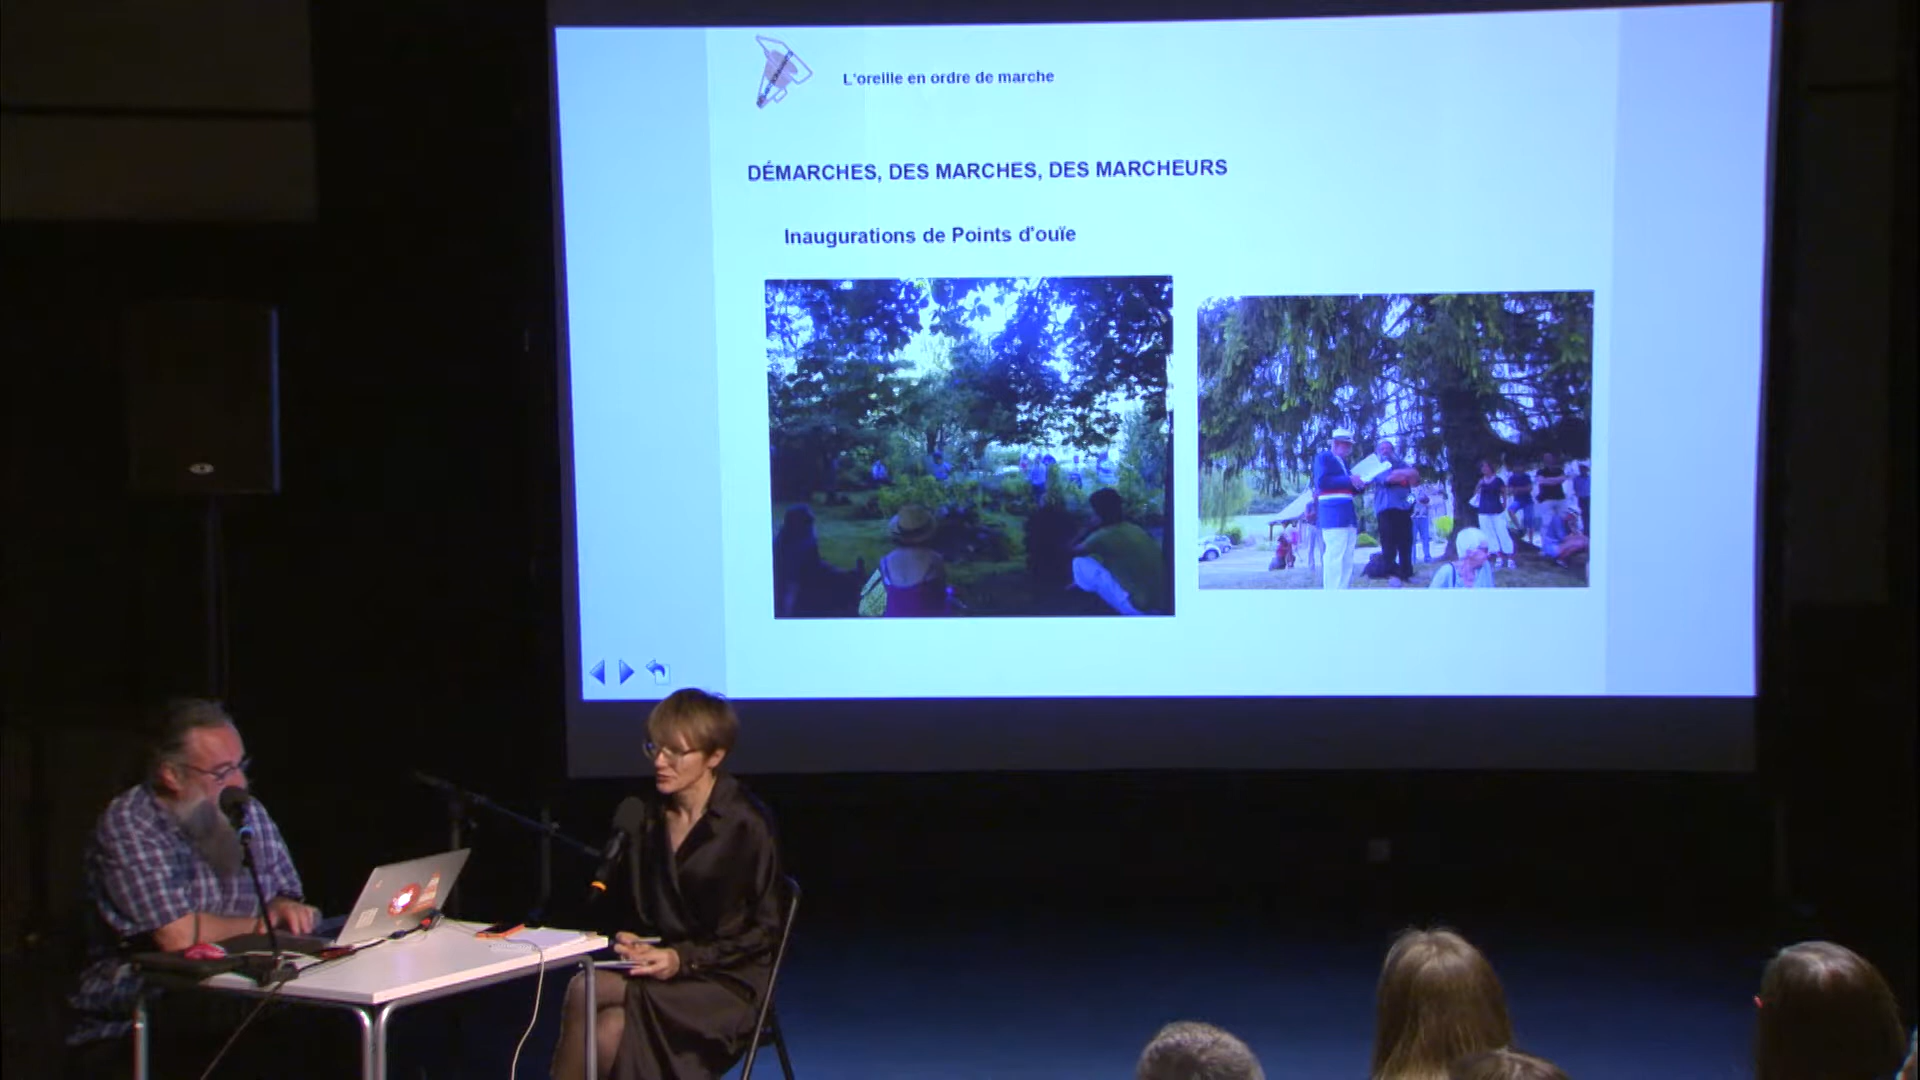 L'oreille en ordre de marche
DÉMARCHES, DES MARCHES, DES MARCHEURS
Inaugurations de Points d'ouïe